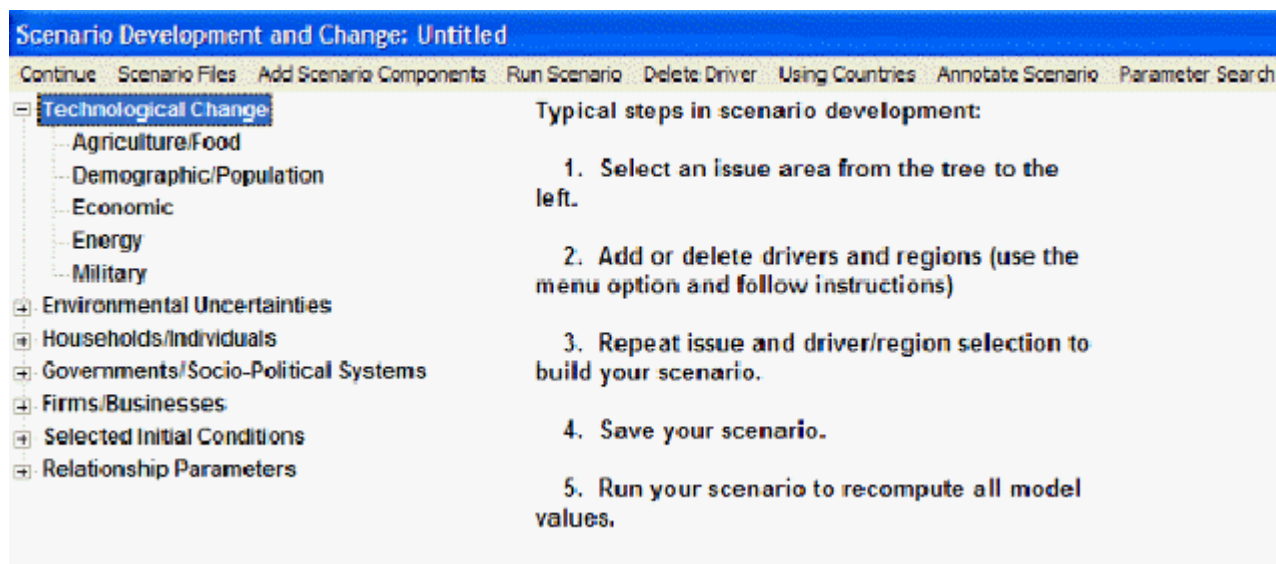 Scenario Development and Change: Untitled
Continue Scenario Files Add Scenario Components Run Scenario Delete Driver Using Countries Annotate Scenario Parameter Search
Technological Change
Agriculture/Food
Demographic/Population
Economic
Energy
Military
Environmental Uncertainties
Households/Individuals
Governments/Socio-Political Systems
Firms/Businesses
Selected Initial Conditions
Relationship Parameters
Typical steps in scenario development:
1. Select an issue area from the tree to the
left.
2. Add or delete drivers and regions (use the
menu option and follow instructions)
3. Repeat issue and driver/region selection to
build your scenario.
4. Save your scenario.
5. Run your scenario to recompute all model
values.